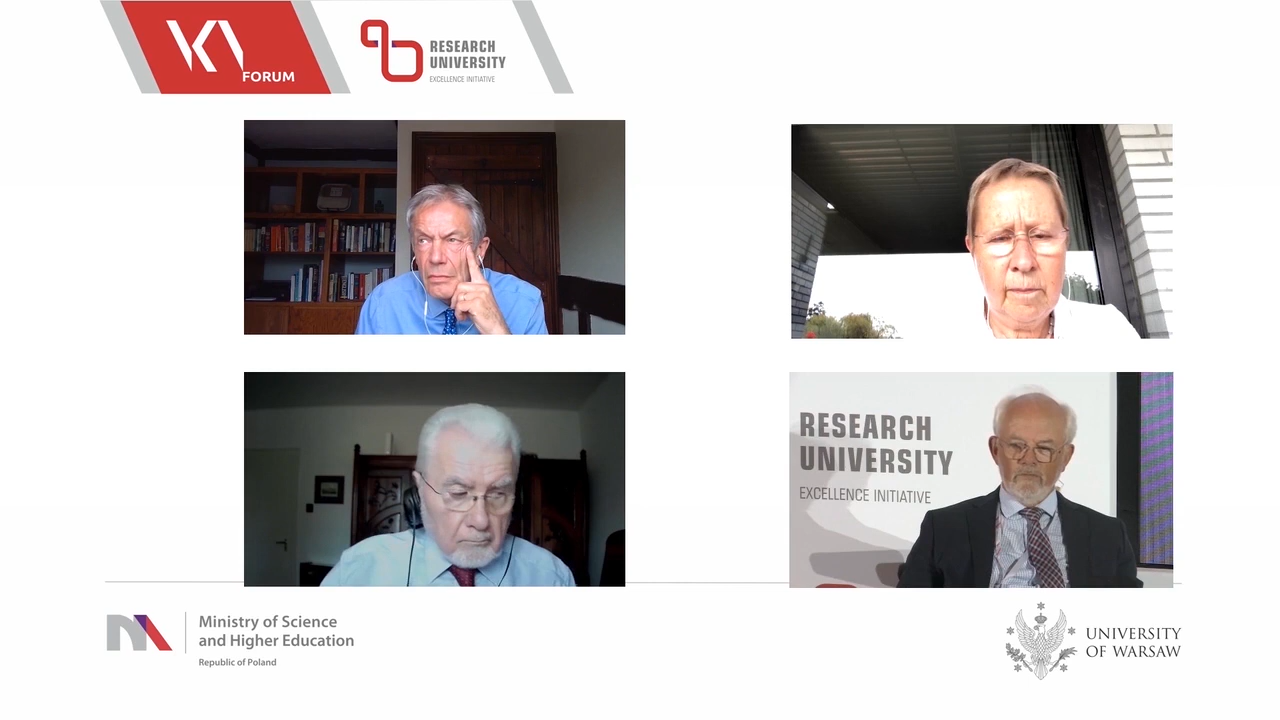 FORUM
RESEARCH
UNIVERSITY
EXCELLENCE INITIATIVE
RESEARCH
UNIVERSITY
EXCELLENCE INITIATIVE
Ministry of Science
and Higher Education
Republic of Poland
UNIVERSITY
OF WARSAW